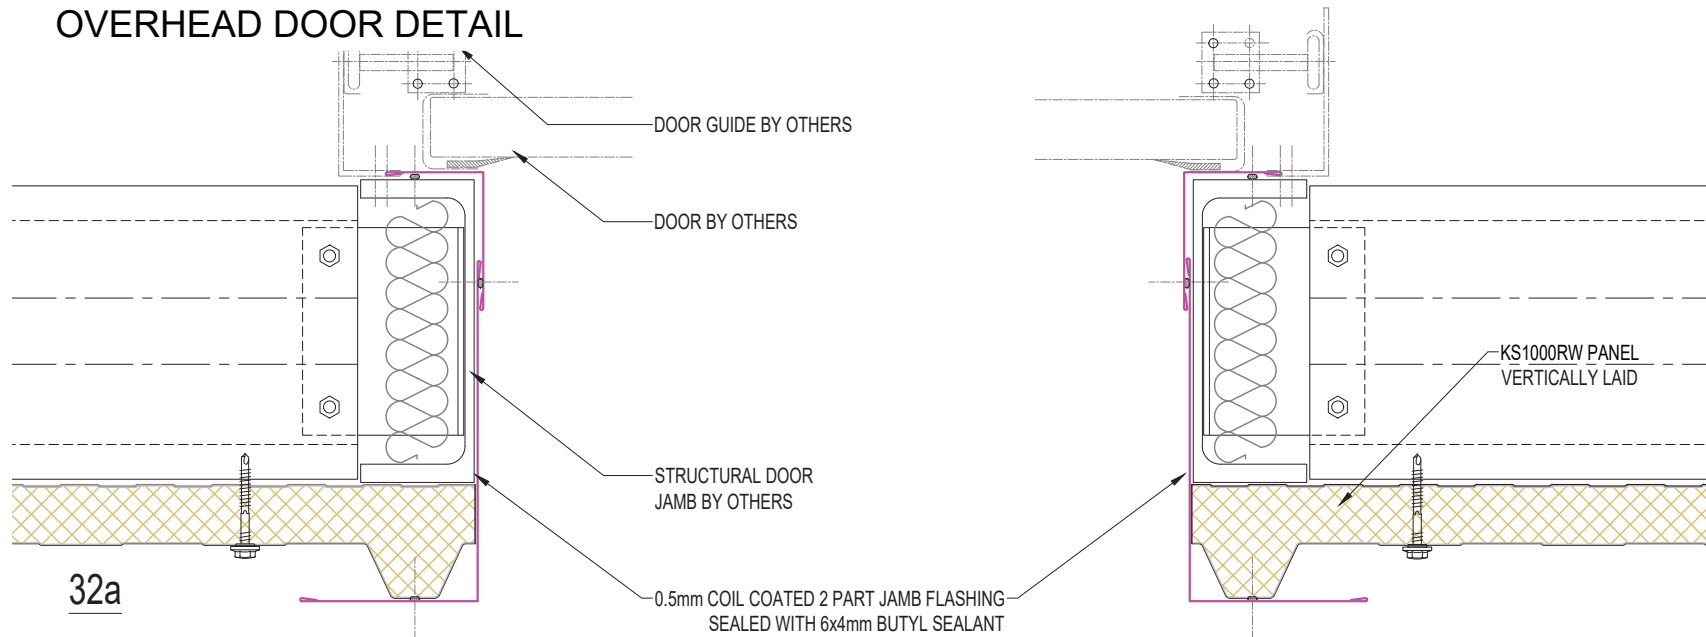 OVERHEAD DOOR DETAIL
DOOR GUIDE BY OTHERS
DOOR BY OTHERS
KS1000RW PANEL
VERTICALLY LAID
STRUCTURAL DOOR
JAMB BY OTHERS
32a
0.5mm COIL COATED 2 PART JAMB FLASHING
SEALED WITH 6x4mm BUTYL SEALANT